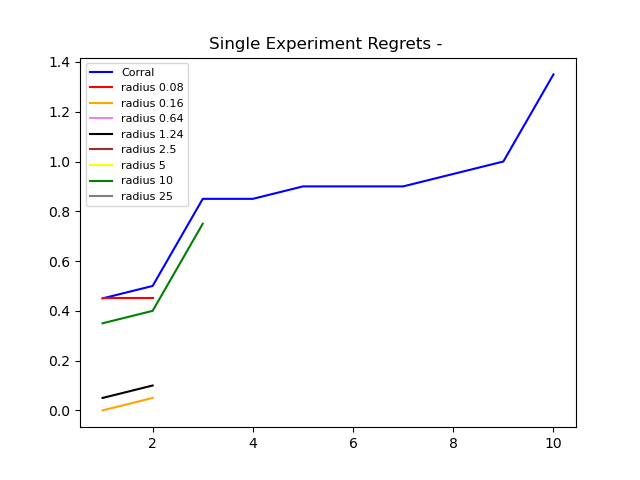 Single Experiment Regrets -
1.4
1.2
1.0
0.8
0.6
0.4
0.2
0.0
Corral
radius 0.08
radius 0.16
radius 0.64
radius 1.24
radius 2.5
radius 5
radius 10
radius 25
2
4
6
8
10